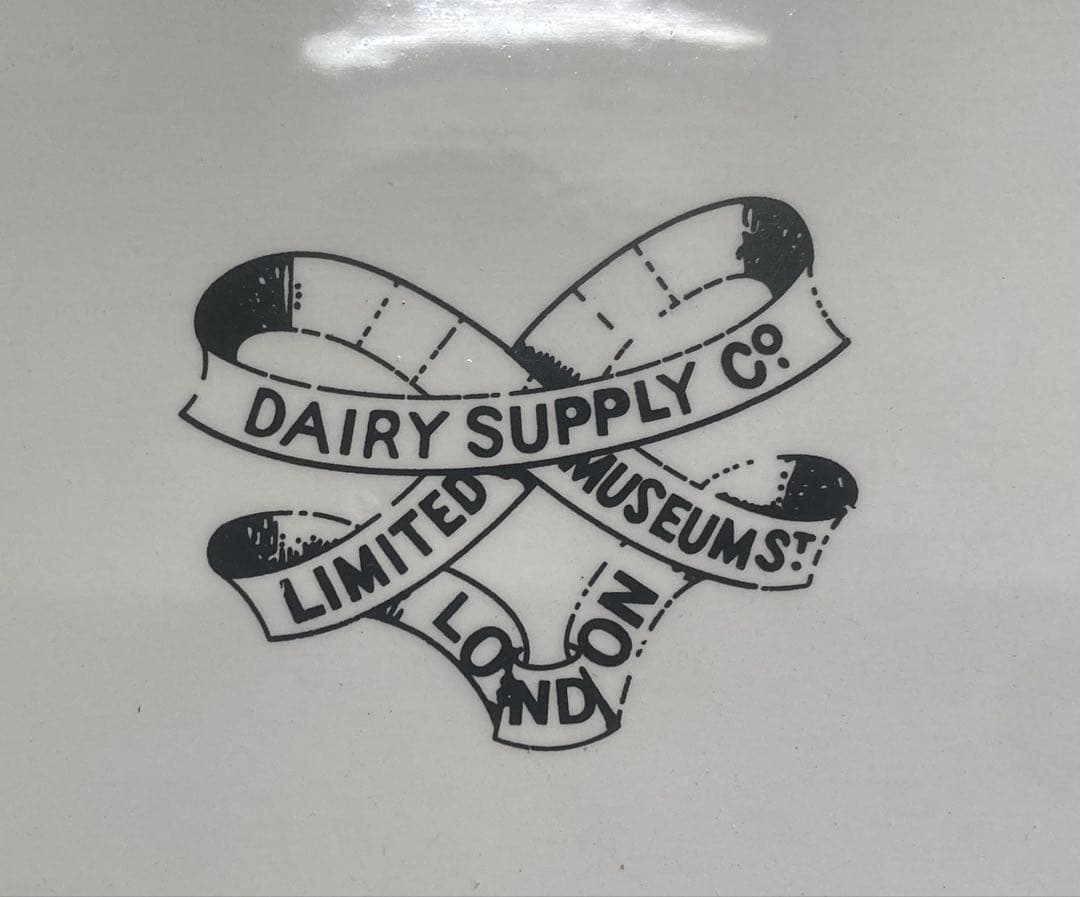 DAIRY SUPPLY Co.
LIMITED
MUSEUM ST.
LONDON